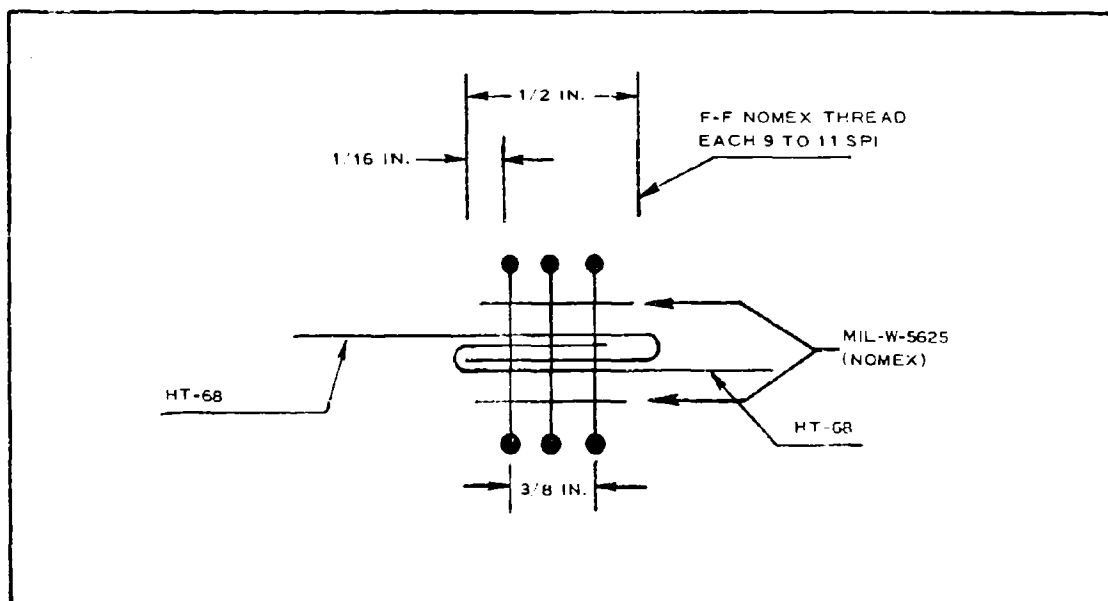 1/2 IN.
F-F NOMEX THREAD
EACH 9 TO 11 SPI
1/16 IN.
MIL-W-5625
(NOMEX)
HT-68
HT-68
3/8 IN.